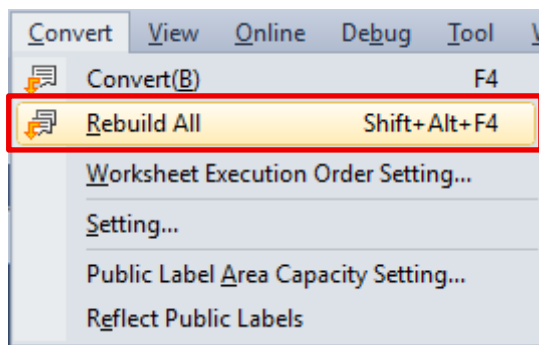 Convert View Online Debug Tool
Convert(B) F4
Rebuild All Shift+Alt+F4
Worksheet Execution Order Setting...
Setting...
Public Label Area Capacity Setting...
Reflect Public Labels